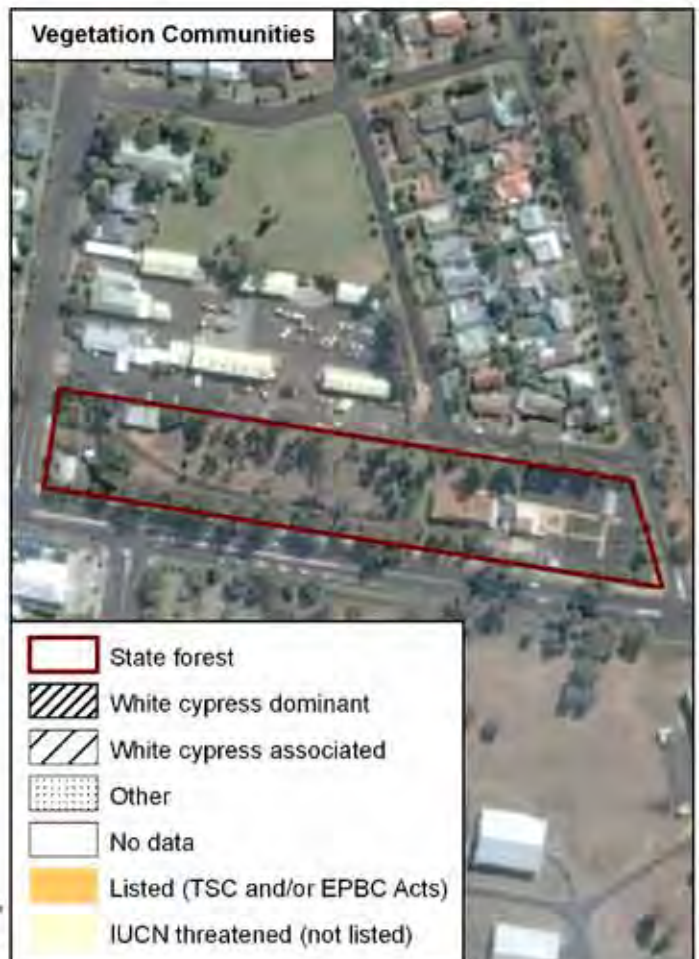 Vegetation Communities
State forest
White cypress dominant
White cypress associated
Other
No data
Listed (TSC and/or EPBC Acts)
IUCN threatened (not listed)